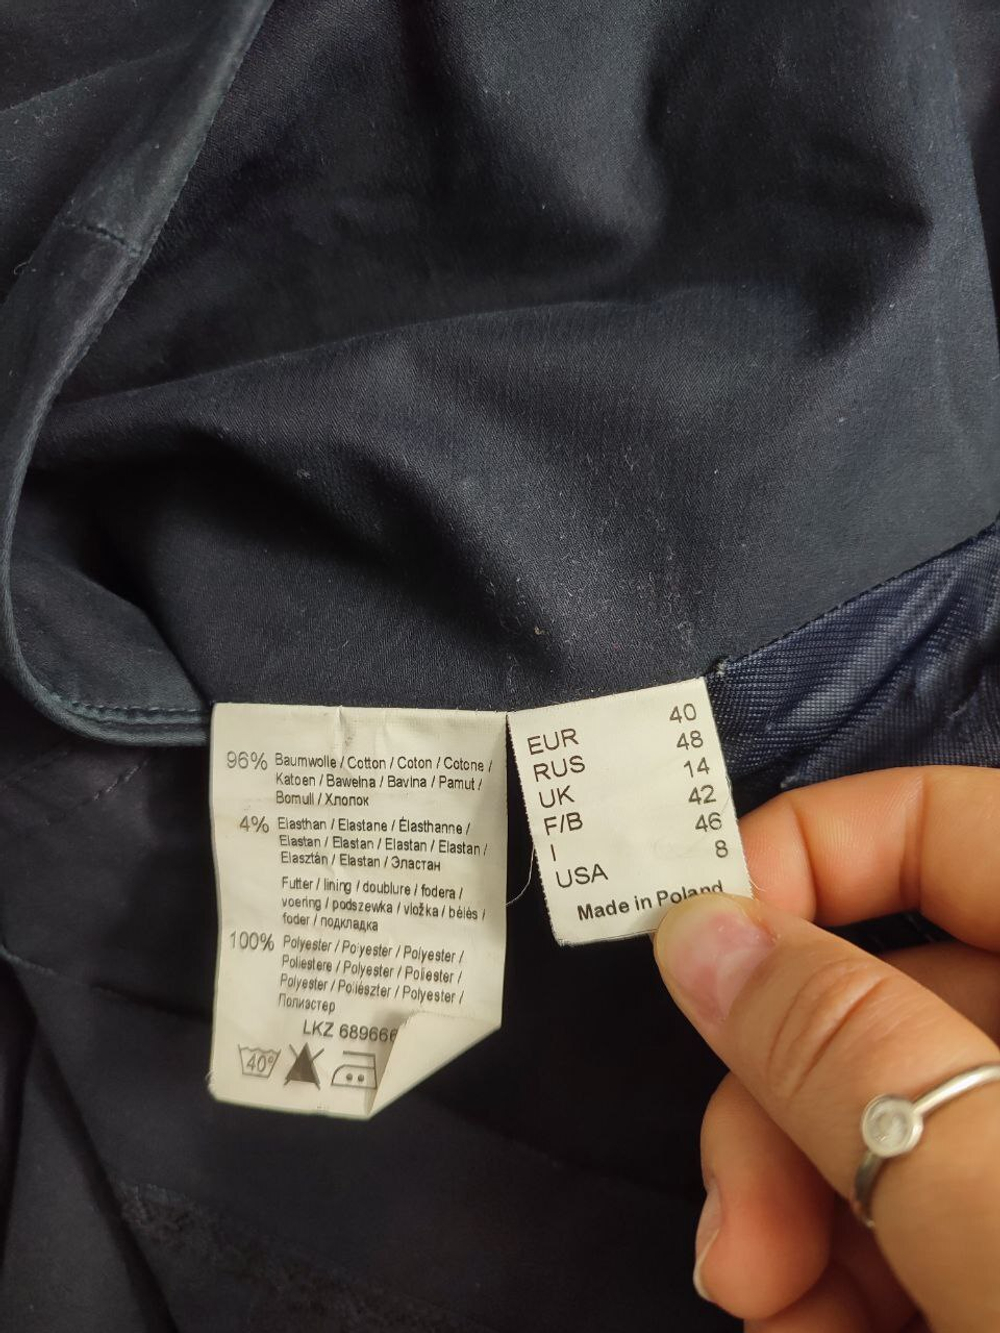 96% Baumwolle / Cotton / Coton / Cotone /
Katoen / Bawełna / Bavlna / Pamut /
Bomull / Хлопок
4% Elasthan / Elastane / Élasthanne /
Elastan / Elastan / Elastan / Elastan /
Elasztán / Elastan / Эластан
Futter / lining / doublure / fodera /
voering / podszewka / vložka / bélés /
foder / подкладка
100% Polyester / Polyester / Polyester /
Poliestere / Polyester / Poliester /
Polyester / Poliészter / Polyester /
Полиэстер
LKZ 689666
40°
EUR 40
RUS 48
UK 14
F/B 42
I 46
USA 8
Made in Poland